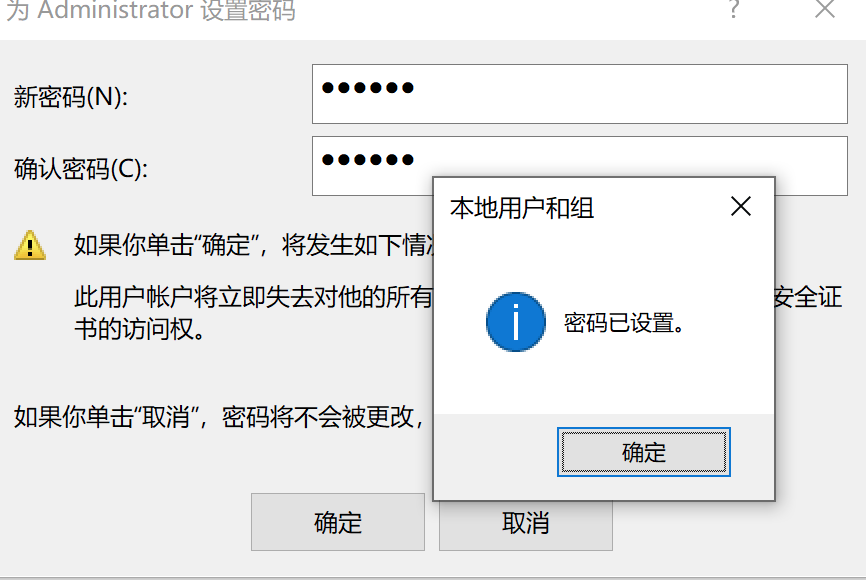 为 Administrator 设置密码
新密码(N):
确认密码(C):
如果你单击“确定”，将发生如下情
此用户帐户将立即失去对他的所有
安全证
书的访问权。
如果你单击“取消”，密码将不会被更改，
确定
取消
本地用户和组
密码已设置。
确定